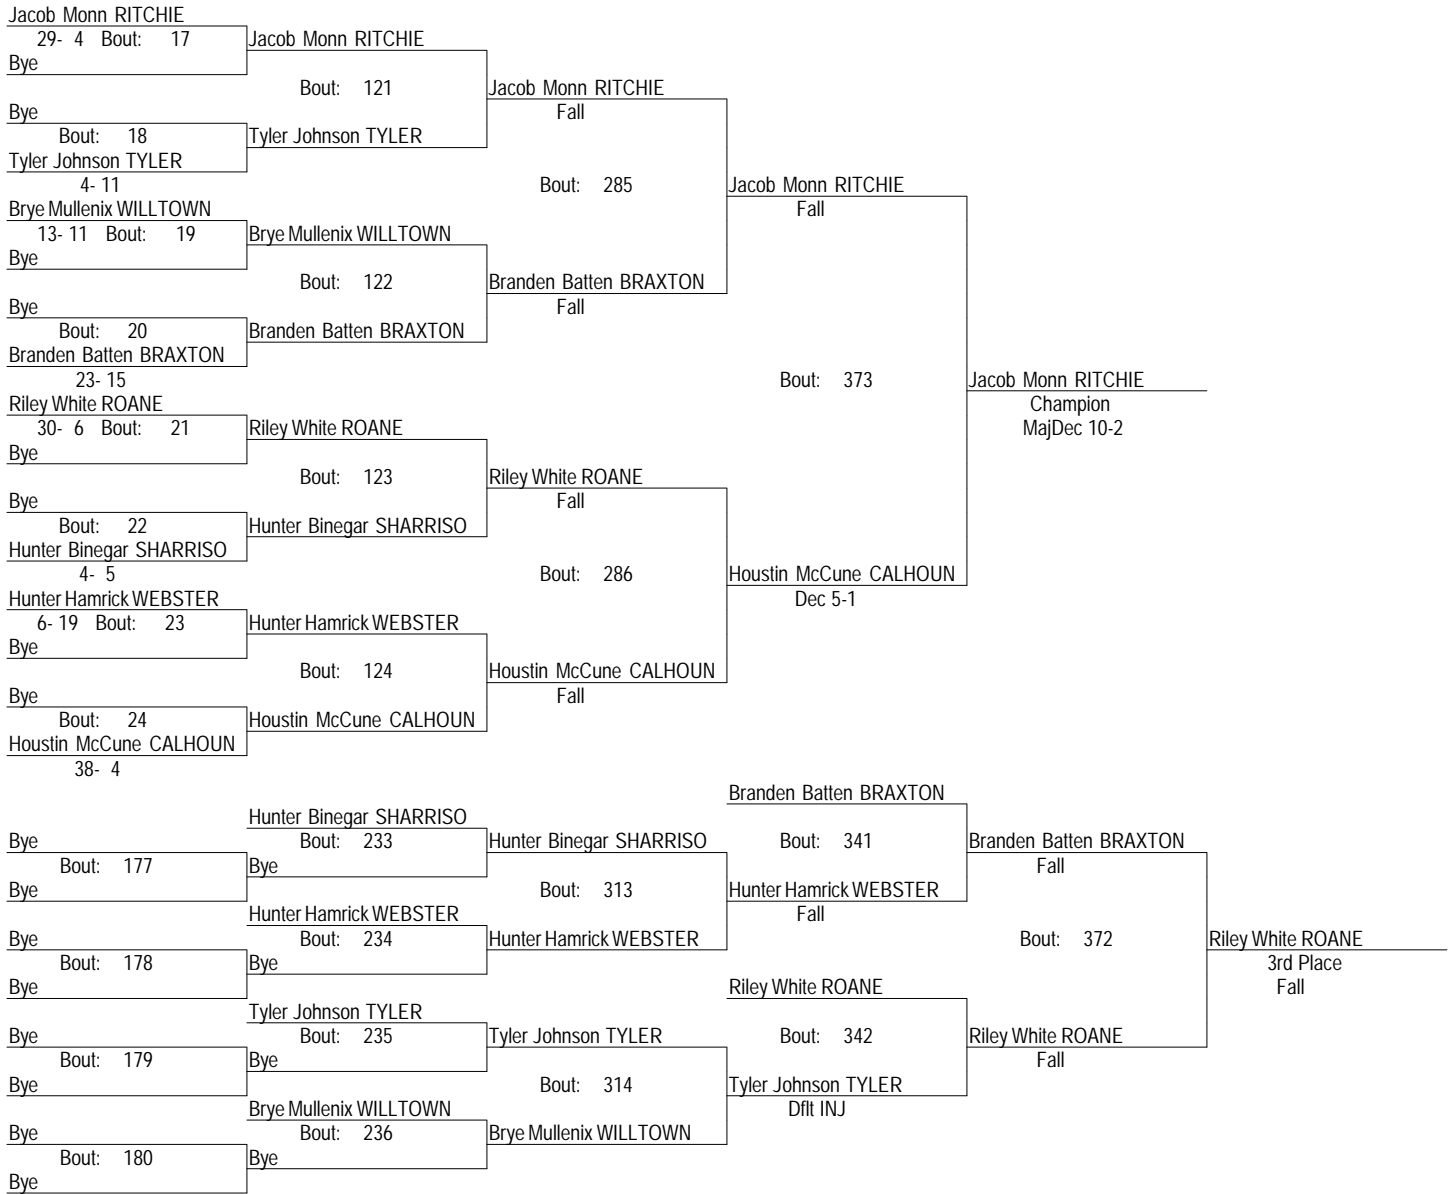 Jacob Monn RITCHIE
29- 4 Bout: 17 Jacob Monn RITCHIE
Bye
Bout: 121 Jacob Monn RITCHIE
Bye Fall
Bout: 18 Tyler Johnson TYLER
Tyler Johnson TYLER
4- 11 Bout: 285 Jacob Monn RITCHIE
Brye Mullenix WILLTOWN Fall
13- 11 Bout: 19 Brye Mullenix WILLTOWN
Bye
Bout: 122 Branden Batten BRAXTON
Bye Fall
Bout: 20 Branden Batten BRAXTON
Branden Batten BRAXTON
23- 15 Bout: 373 Jacob Monn RITCHIE
Riley White ROANE Champion
30- 6 Bout: 21 Riley White ROANE MajDec 10-2
Bye
Bout: 123 Riley White ROANE
Bye Fall
Bout: 22 Hunter Binegar SHARRISO
Hunter Binegar SHARRISO
4- 5 Bout: 286 Houstin McCune CALHOUN
Hunter Hamrick WEBSTER Dec 5-1
6- 19 Bout: 23 Hunter Hamrick WEBSTER
Bye
Bout: 124 Houstin McCune CALHOUN
Bye Fall
Bout: 24 Houstin McCune CALHOUN
Houstin McCune CALHOUN
38- 4
Branden Batten BRAXTON
Hunter Binegar SHARRISO
Bye Bout: 233 Hunter Binegar SHARRISO Bout: 341 Branden Batten BRAXTON
Bout: 177 Bye Fall
Bye Bout: 313 Hunter Hamrick WEBSTER
Hunter Hamrick WEBSTER Fall
Bye Bout: 234 Hunter Hamrick WEBSTER Bout: 372 Riley White ROANE
Bout: 178 Bye 3rd Place
Bye Riley White ROANE Fall
Tyler Johnson TYLER
Bye Bout: 235 Tyler Johnson TYLER Bout: 342 Riley White ROANE
Bout: 179 Bye Fall
Bye Bout: 314 Tyler Johnson TYLER
Brye Mullenix WILLTOWN Dflt INJ
Bye Bout: 236 Brye Mullenix WILLTOWN
Bout: 180 Bye
Bye